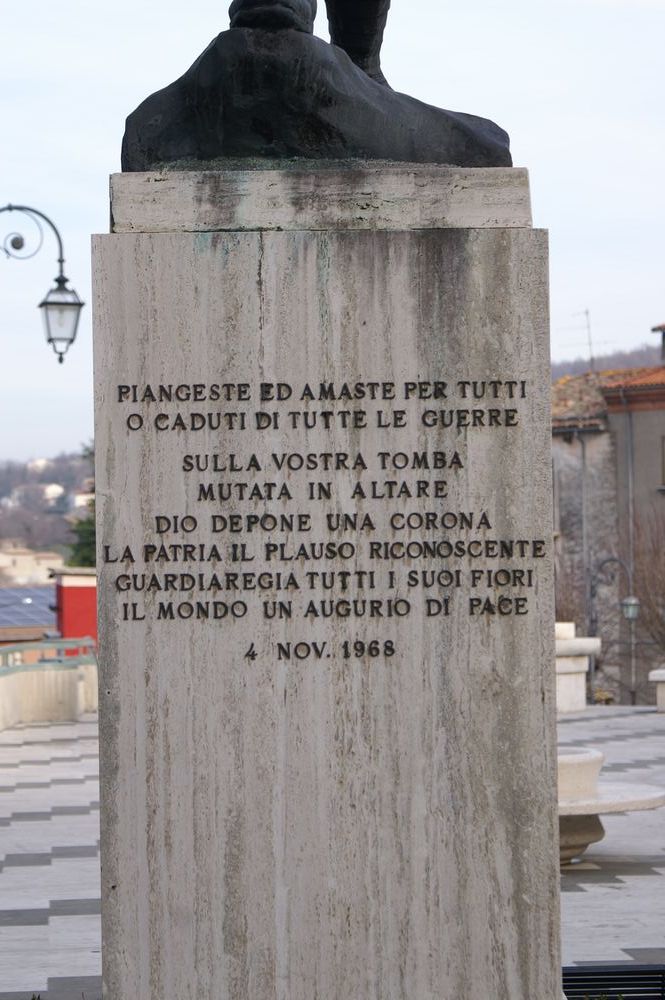 PIANGESTE ED AMASTE PER TUTTI
O CADUTI DI TUTTE LE GUERRE
SULLA VOSTRA TOMBA
MUTATA IN ALTARE
DIO DEPONE UNA CORONA
LA PATRIA IL PLAUSO RICONOSCENTE
GUARDIAREGIA TUTTI I SUOI FIORI
IL MONDO UN AUGURIO DI PACE
4 NOV. 1968